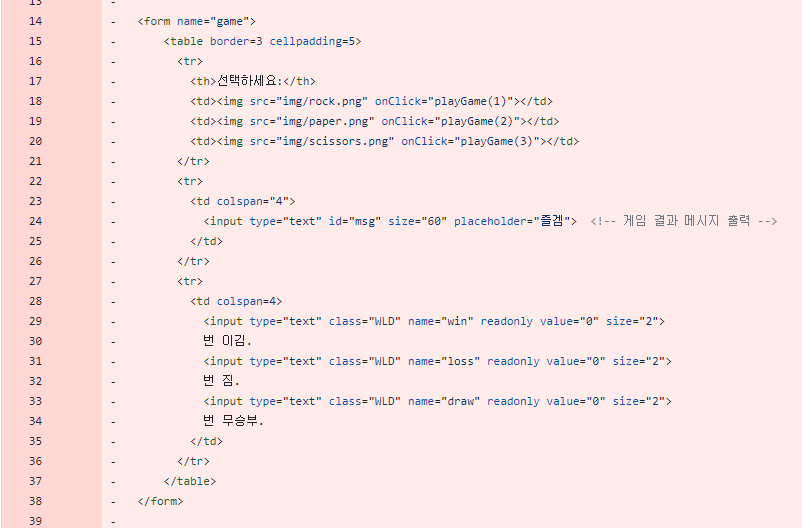 13 -
14 - <form name="game">
15 - <table border=3 cellpadding=5>
16 - <tr>
17 - <th>선택하세요:</th>
18 - <td><img src="img/rock.png" onClick="playGame(1)"></td>
19 - <td><img src="img/paper.png" onClick="playGame(2)"></td>
20 - <td><img src="img/scissors.png" onClick="playGame(3)"></td>
21 - </tr>
22 - <tr>
23 - <td colspan="4">
24 - <input type="text" id="msg" size="60" placeholder="즐겜"> <!-- 게임 결과 메시지 출력 -->
25 - </td>
26 - </tr>
27 - <tr>
28 - <td colspan=4>
29 - <input type="text" class="WLD" name="win" readonly value="0" size="2">
30 - 번 이김.
31 - <input type="text" class="WLD" name="loss" readonly value="0" size="2">
32 - 번 짐.
33 - <input type="text" class="WLD" name="draw" readonly value="0" size="2">
34 - 번 무승부.
35 - </td>
36 - </tr>
37 - </table>
38 - </form>
39 -